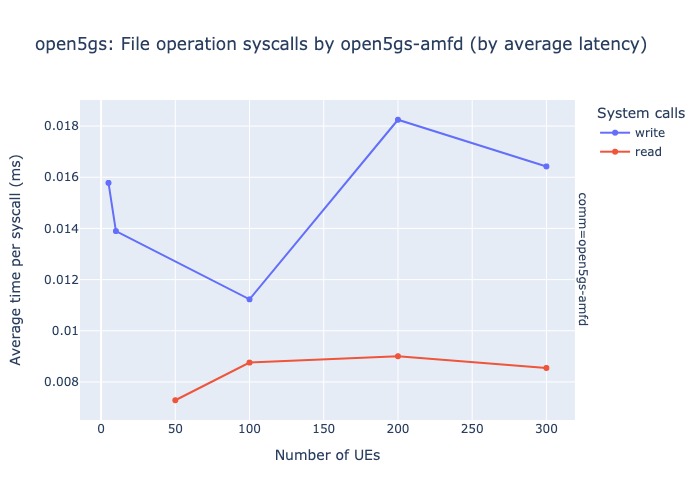 open5gs: File operation syscalls by open5gs-amfd (by average latency)
System calls
write
read
Average time per syscall (ms)
0.018
0.016
0.014
0.012
0.01
0.008
comm=open5gs-amfd
0 50 100 150 200 250 300
Number of UEs